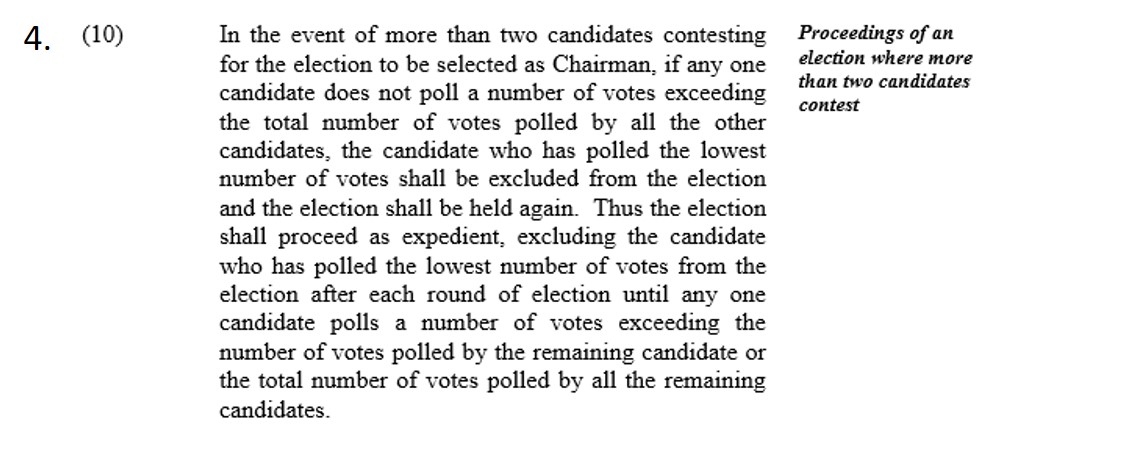 4. (10) In the event of more than two candidates contesting
for the election to be selected as Chairman, if any one
candidate does not poll a number of votes exceeding
the total number of votes polled by all the other
candidates, the candidate who has polled the lowest
number of votes shall be excluded from the election
and the election shall be held again. Thus the election
shall proceed as expedient, excluding the candidate
who has polled the lowest number of votes from the
election after each round of election until any one
candidate polls a number of votes exceeding the
number of votes polled by the remaining candidate or
the total number of votes polled by all the remaining
candidates.
Proceedings of an
election where more
than two candidates
contest